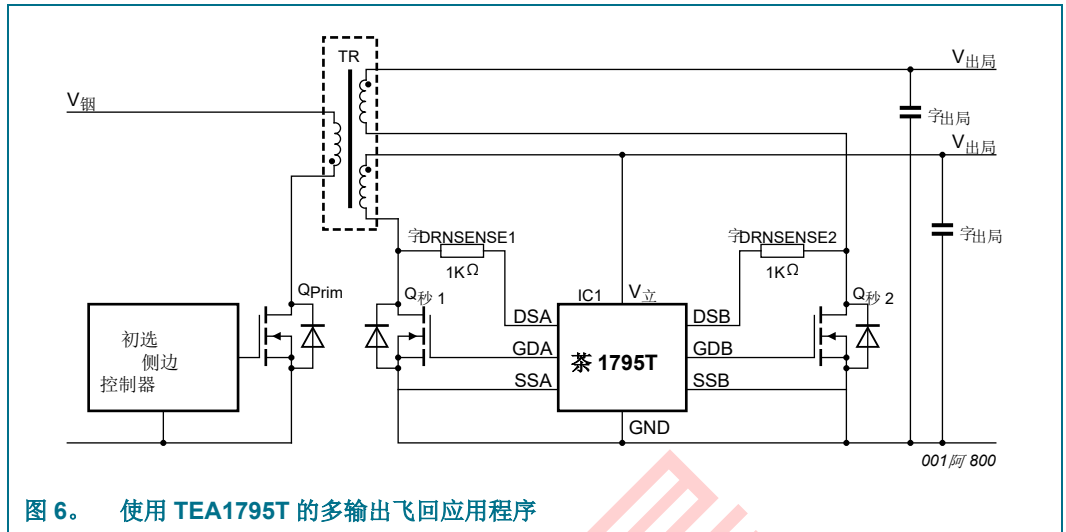 TR
V出局
V铟
字出局
V出局
字出局
字DRNSENSE1
1KΩ
字DRNSENSE2
1KΩ
QPrim
Q秒 1
IC1
V立
Q秒 2
DSA
DSB
初选
侧边
控制器
GDA
茶 1795T
GDB
SSA
SSB
GND
001阿 800
图 6。 使用 TEA1795T 的多输出飞回应用程序